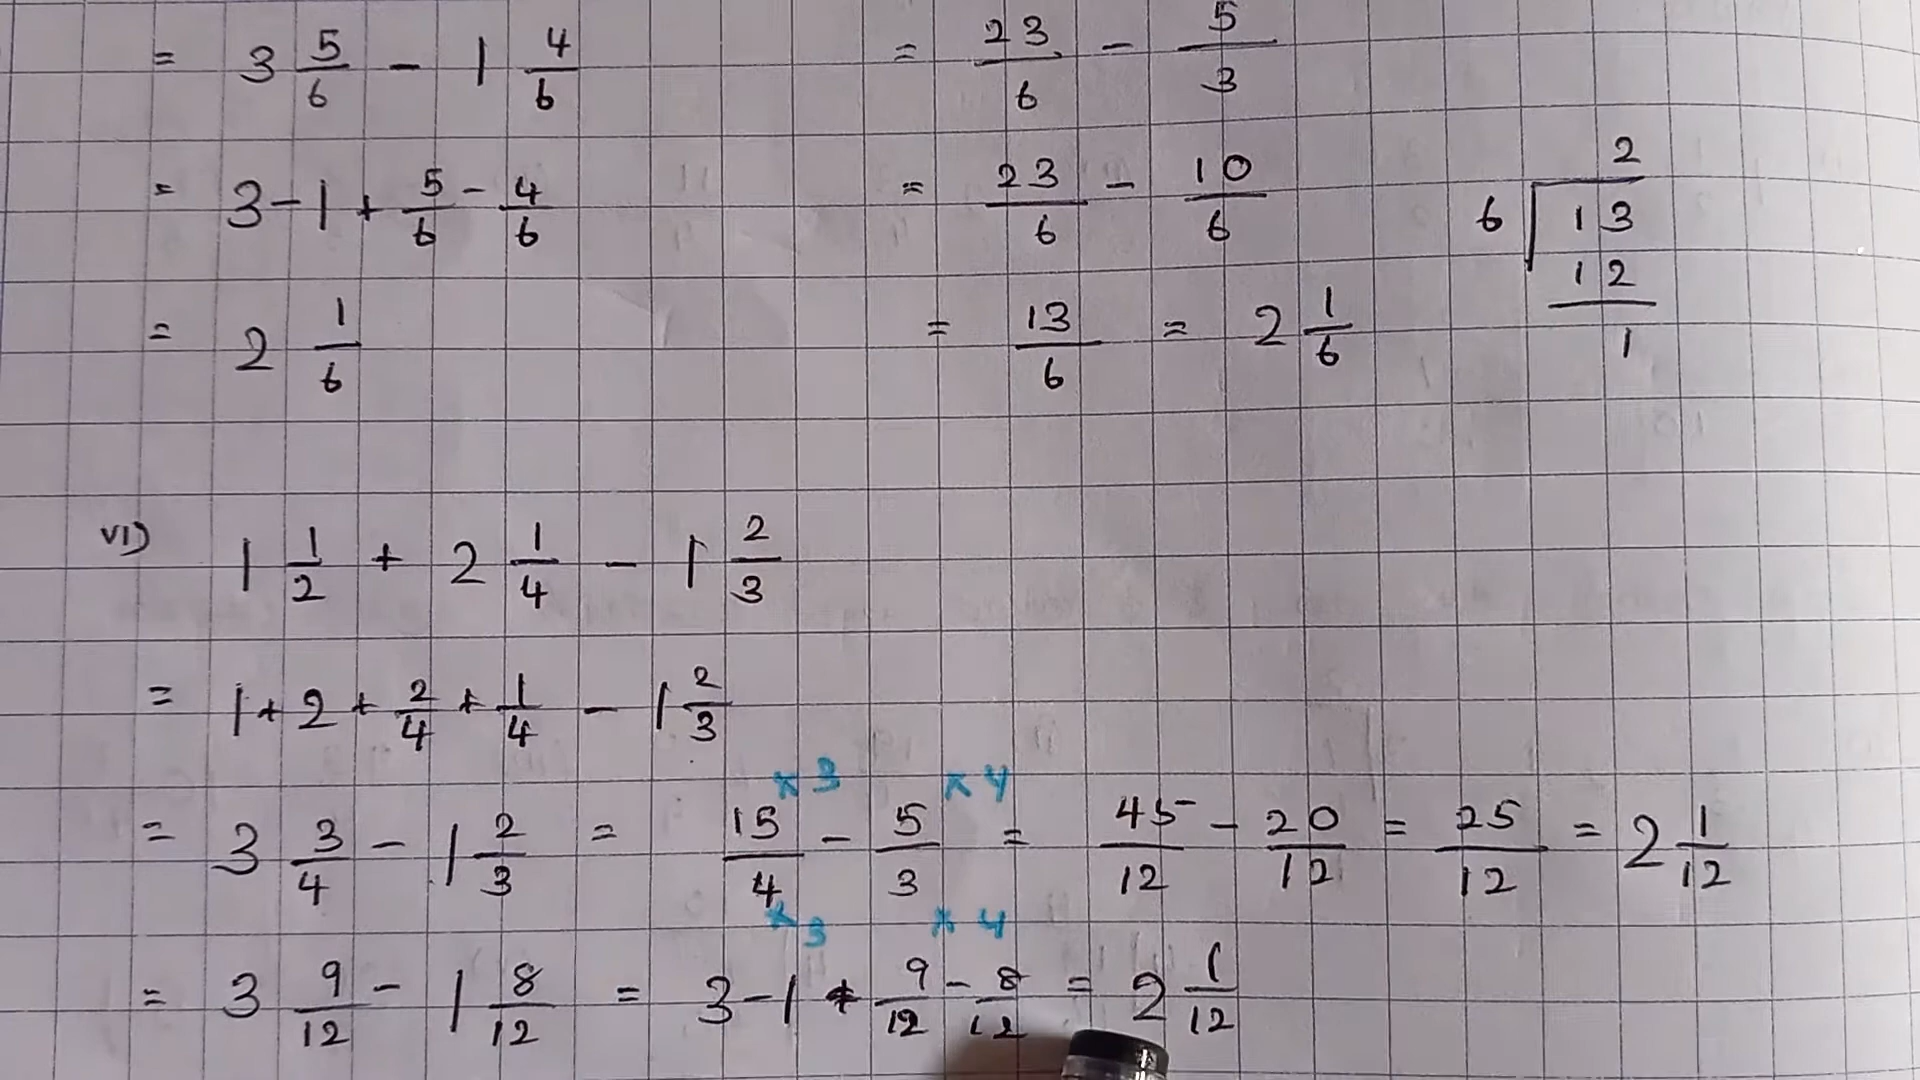 = 3 5/6 - 1 4/6
= 3 - 1 + 5/6 - 4/6
= 2 1/6
= 23/6 - 5/3
= 23/6 - 10/6
= 13/6 = 2 1/6
2
6 13
12
1
VI) 1 1/2 + 2 1/4 - 1 2/3
= 1 + 2 + 2/4 + 1/4 - 1 2/3
× 3 × 4
= 3 3/4 - 1 2/3 = 15/4 - 5/3 = 45/12 - 20/12 = 25/12 = 2 1/12
× 3 × 4
= 3 9/12 - 1 8/12 = 3 - 1 + 9/12 - 8/12 = 2 1/12